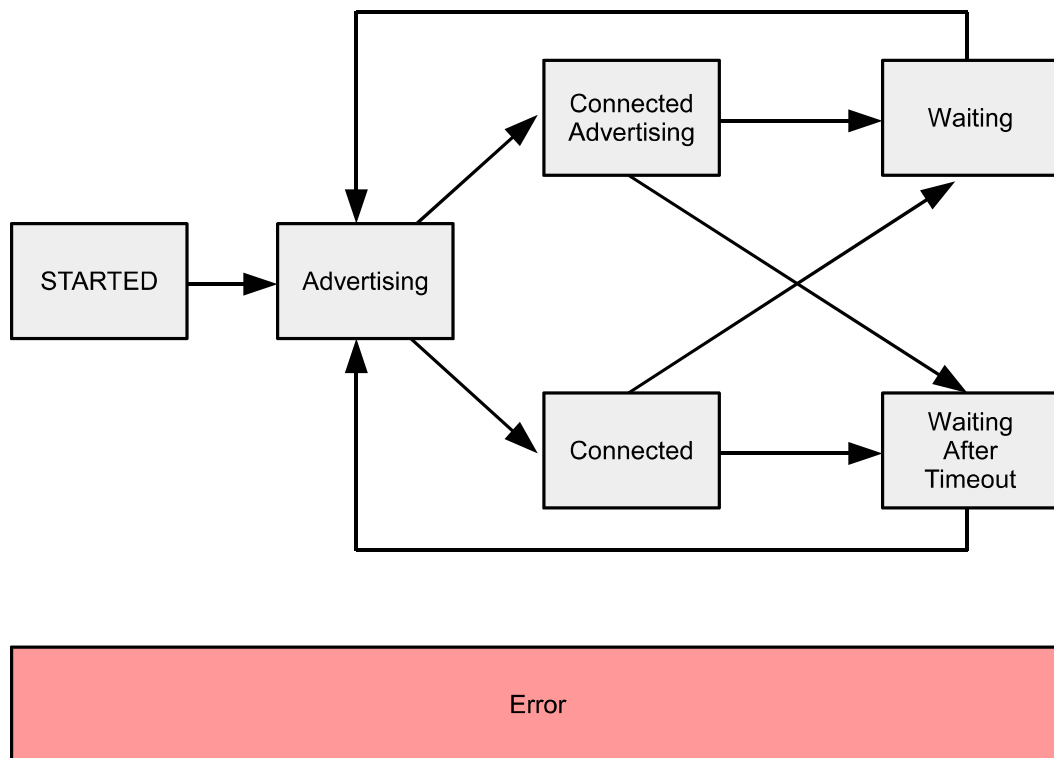 Connected
Advertising
Waiting
STARTED
Advertising
Connected
Waiting
After
Timeout
Error